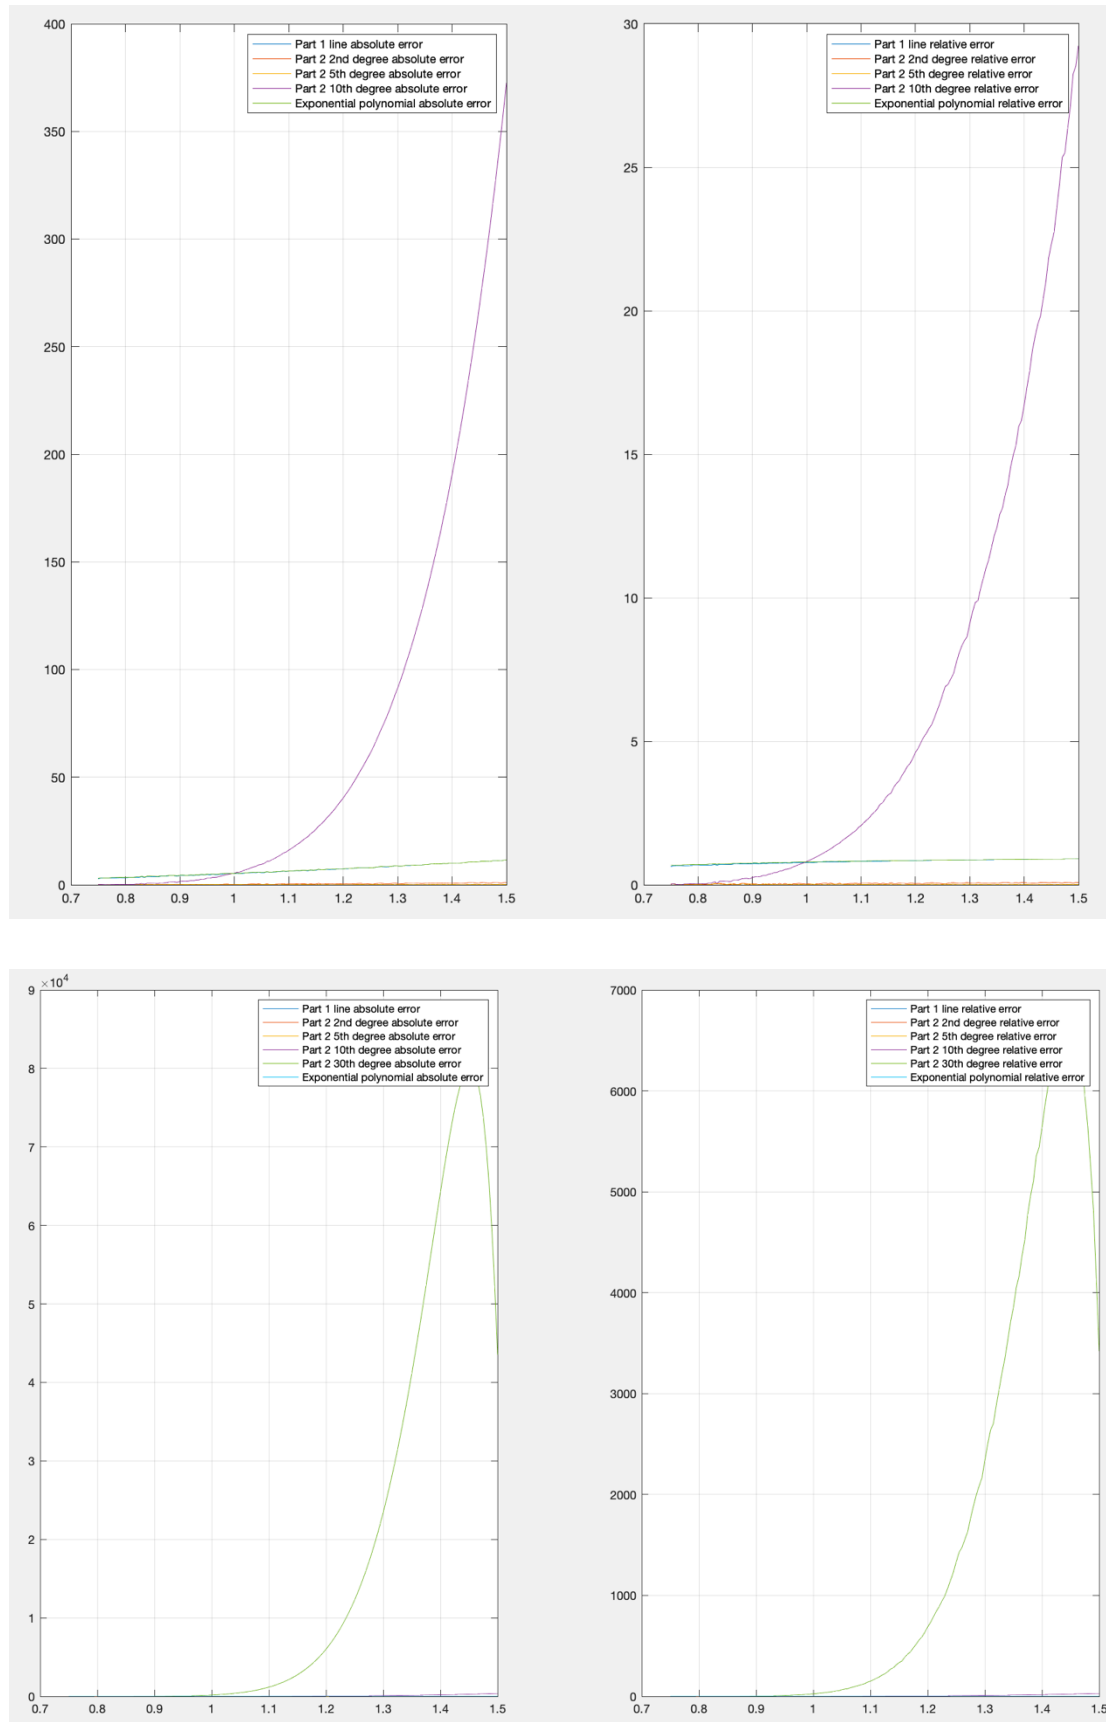 400
350
300
250
200
150
100
50
0
0.7 0.8 0.9 1 1.1 1.2 1.3 1.4 1.5
Part 1 line absolute error
Part 2 2nd degree absolute error
Part 2 5th degree absolute error
Part 2 10th degree absolute error
Exponential polynomial absolute error
30
25
20
15
10
5
0
0.7 0.8 0.9 1 1.1 1.2 1.3 1.4 1.5
Part 1 line relative error
Part 2 2nd degree relative error
Part 2 5th degree relative error
Part 2 10th degree relative error
Exponential polynomial relative error
×10⁴
9
8
7
6
5
4
3
2
1
0
0.7 0.8 0.9 1 1.1 1.2 1.3 1.4 1.5
Part 1 line absolute error
Part 2 2nd degree absolute error
Part 2 5th degree absolute error
Part 2 10th degree absolute error
Part 2 30th degree absolute error
Exponential polynomial absolute error
7000
6000
5000
4000
3000
2000
1000
0
0.7 0.8 0.9 1 1.1 1.2 1.3 1.4 1.5
Part 1 line relative error
Part 2 2nd degree relative error
Part 2 5th degree relative error
Part 2 10th degree relative error
Part 2 30th degree relative error
Exponential polynomial relative error